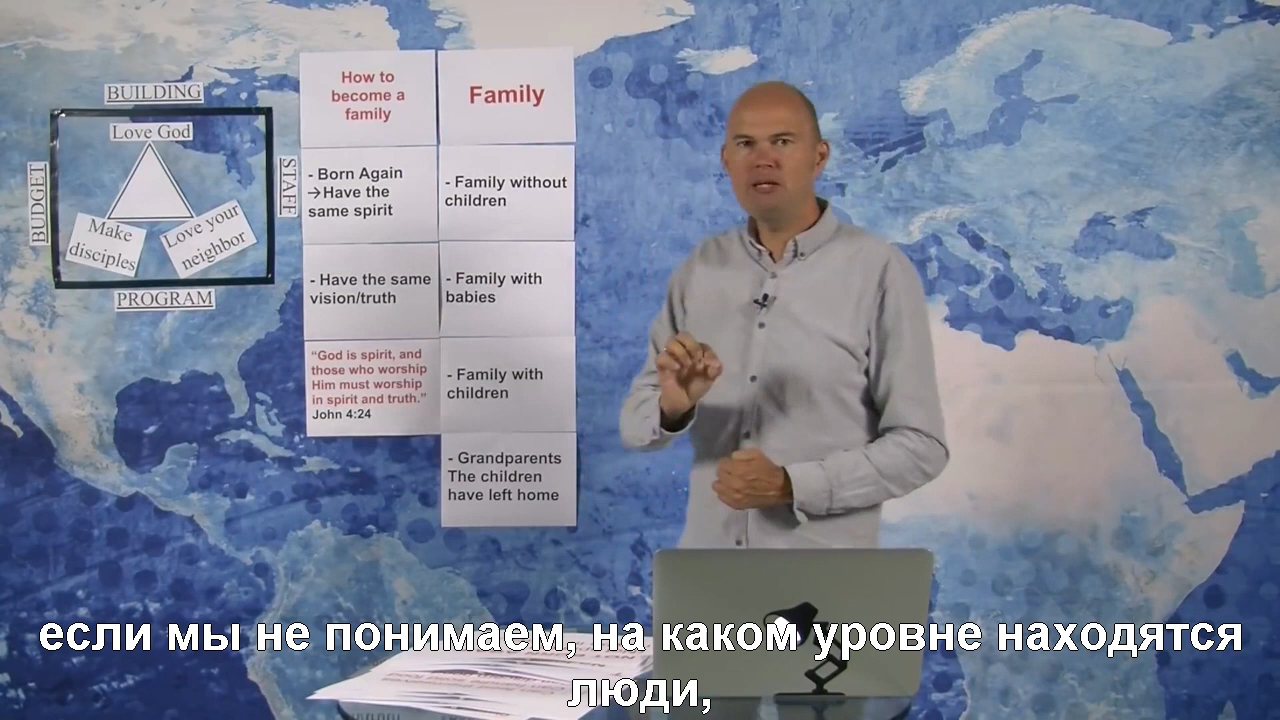 BUILDING
Love God
BUDGET
STAFF
Make
disciples
Love your
neighbor
PROGRAM
How to
become a
family
- Born Again
→Have the
same spirit
- Have the same
vision/truth
“God is spirit, and
those who worship
Him must worship
in spirit and truth.”
John 4:24
Family
- Family without
children
- Family with
babies
- Family with
children
- Grandparents
The children
have left home
если мы не понимаем, на каком уровне находятся
люди,